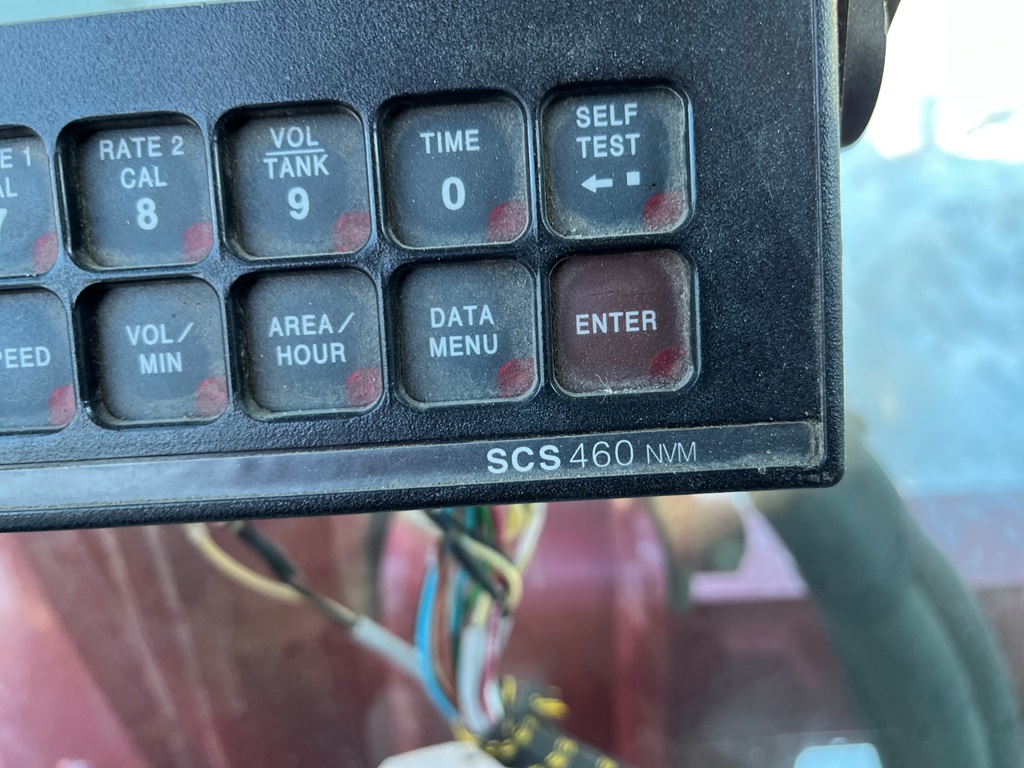 RATE 2
CAL
8
VOL
TANK
9
TIME
0
SELF
TEST
7
VOL/
MIN
AREA/
HOUR
DATA
MENU
ENTER
SCS 460 NVM